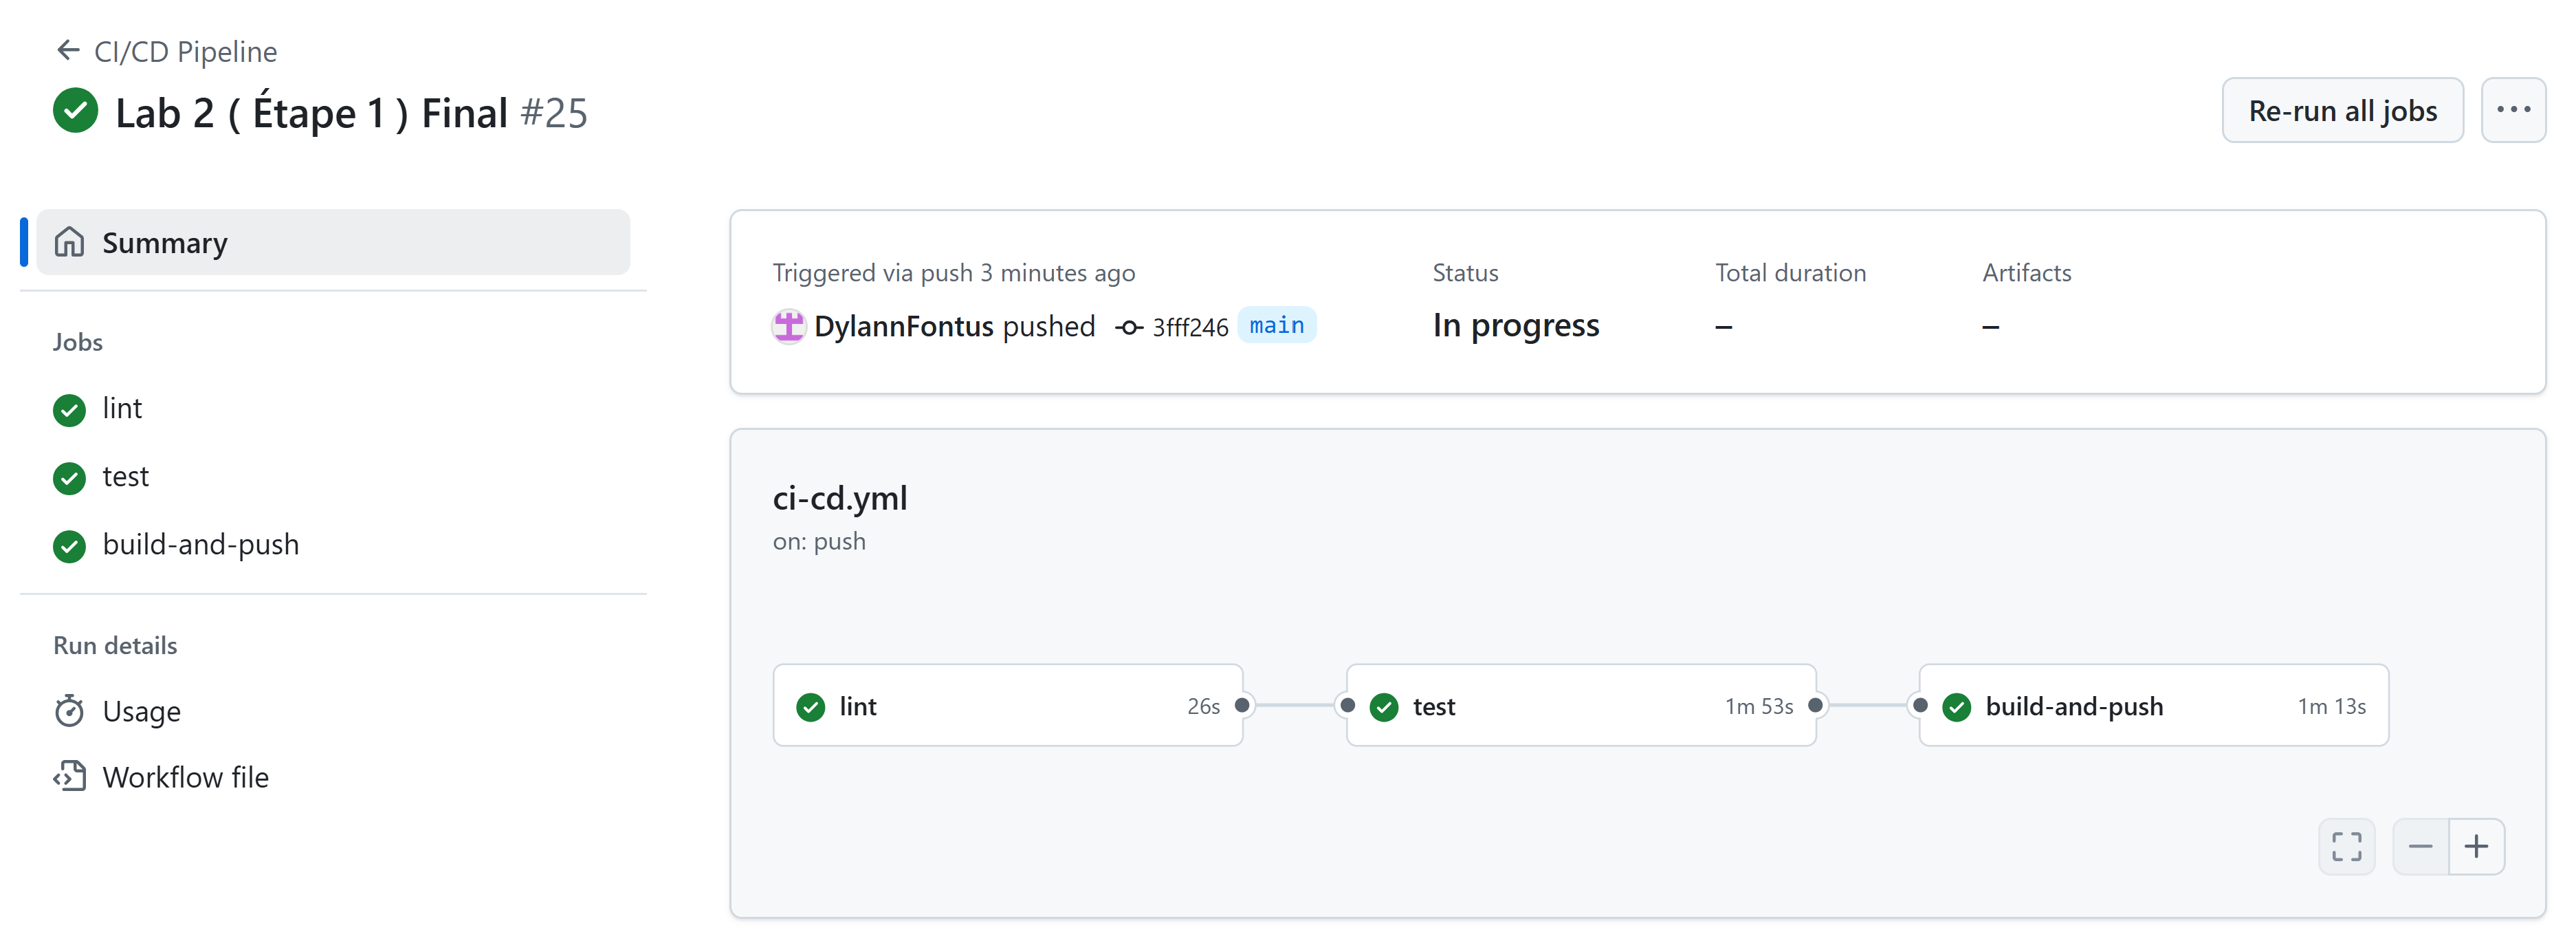 CI/CD Pipeline
Lab 2 ( Étape 1 ) Final #25
Re-run all jobs
Summary
Jobs
lint
test
build-and-push
Run details
Usage
Workflow file
Triggered via push 3 minutes ago
DylannFontus pushed 3fff246 main
Status
In progress
Total duration
–
Artifacts
–
ci-cd.yml
on: push
lint 26s
test 1m 53s
build-and-push 1m 13s